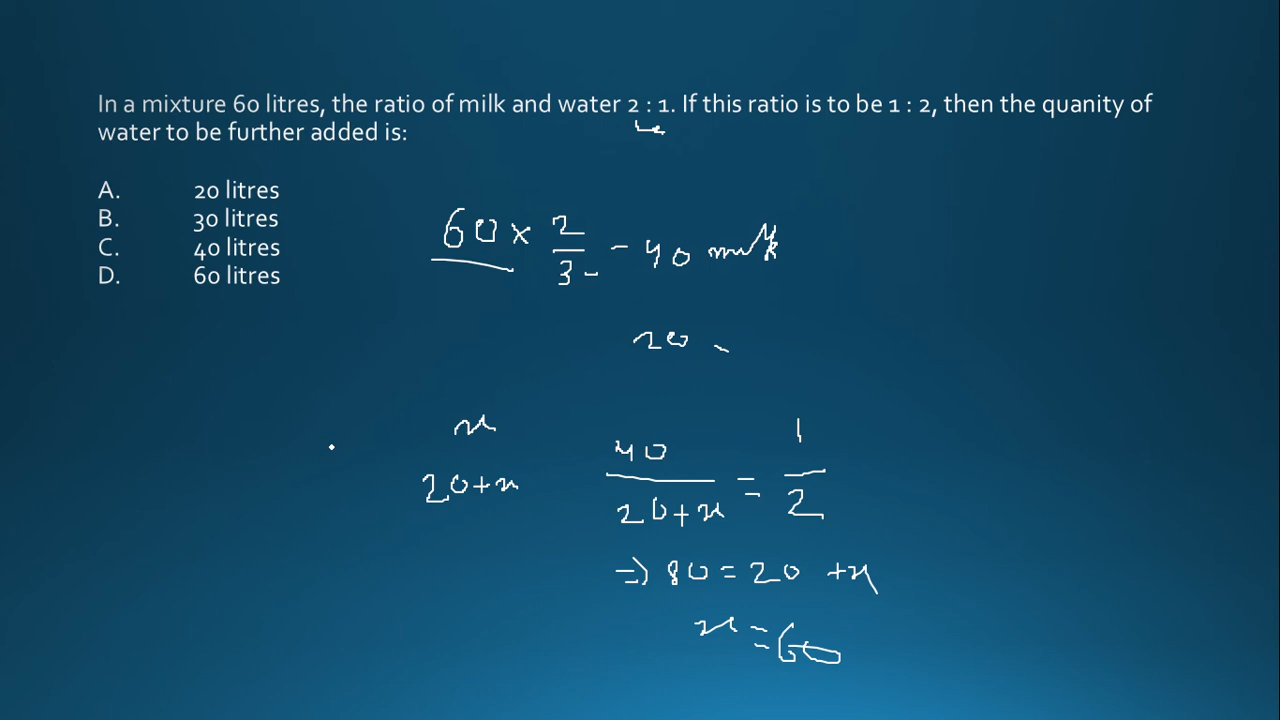 In a mixture 60 litres, the ratio of milk and water 2 : 1. If this ratio is to be 1 : 2, then the quanity of
water to be further added is:
A. 20 litres
B. 30 litres
C. 40 litres
D. 60 litres
60 × 2/3 - 40 milk
20
x
20+x
40/20+x = 1/2
⇒ 80 = 20 + x
x = 60